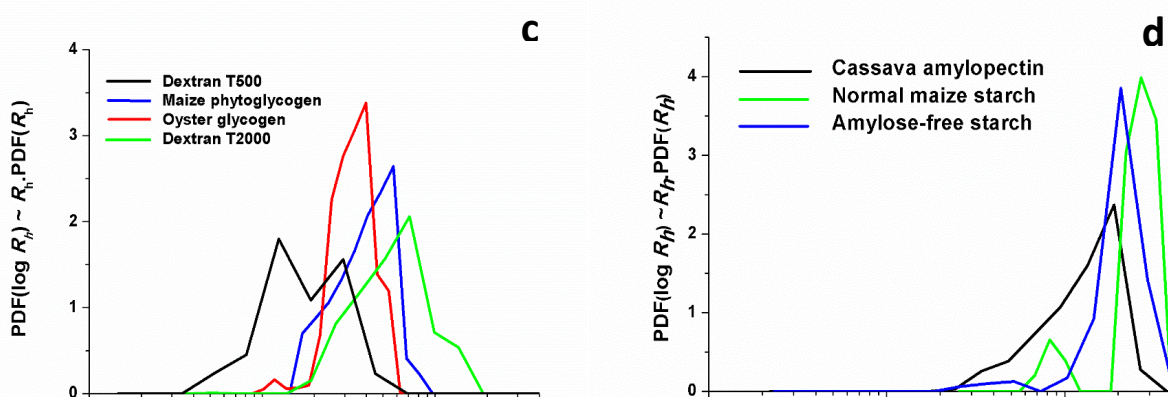 c
4
3
2
1
0
PDF(log Rh) ~ Rh.PDF(Rh)
Dextran T500
Maize phytoglycogen
Oyster glycogen
Dextran T2000
d
4
3
2
1
0
PDF(log Rh) ~Rh.PDF(Rh)
Cassava amylopectin
Normal maize starch
Amylose-free starch